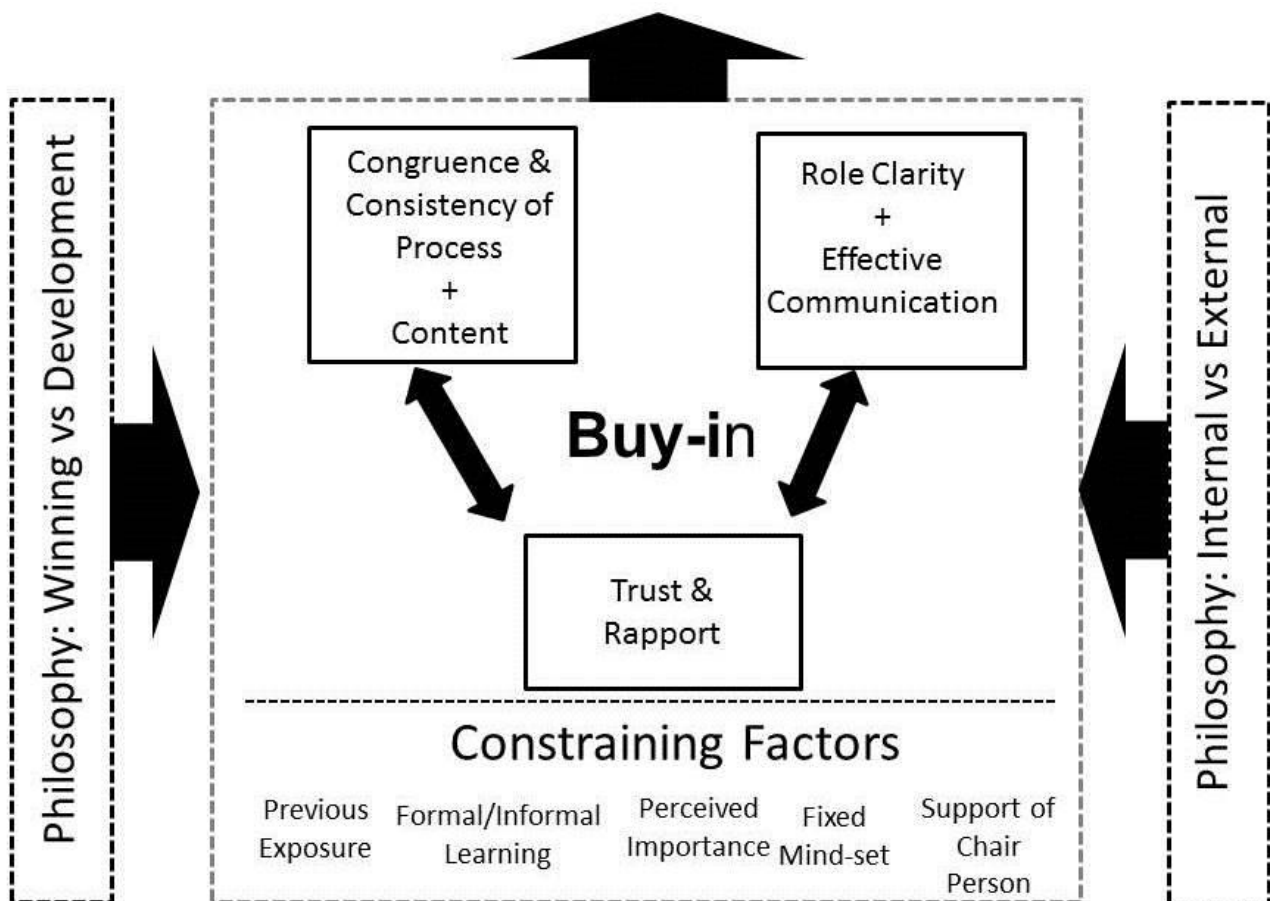 Philosophy: Winning vs Development
Congruence &
Consistency of
Process
+
Content
Role Clarity
+
Effective
Communication
Buy-in
Trust &
Rapport
Constraining Factors
Previous
Exposure
Formal/Informal
Learning
Perceived
Importance
Fixed
Mind-set
Support of
Chair
Person
Philosophy: Internal vs External